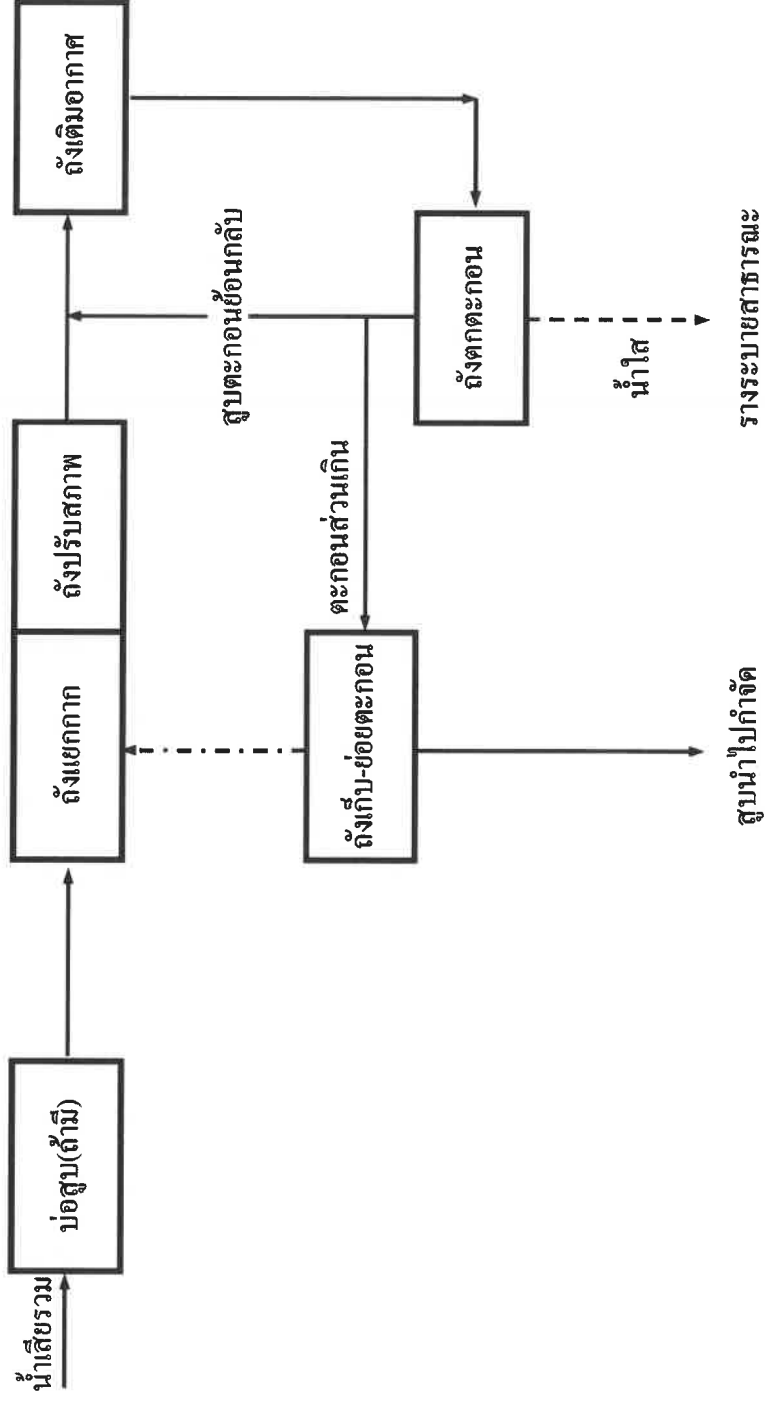 น้ำเสียรวม
บ่อสูบ(ถ้ามี)
ถังแยกกาก
ถังปรับสภาพ
ถังเติมอากาศ
สูบตะกอนย้อนกลับ
ตะกอนส่วนเกิน
ถังเก็บ-ย่อยตะกอน
ถังตกตะกอน
น้ำใส
สูบนำไปกำจัด
รางระบายสาธารณะ